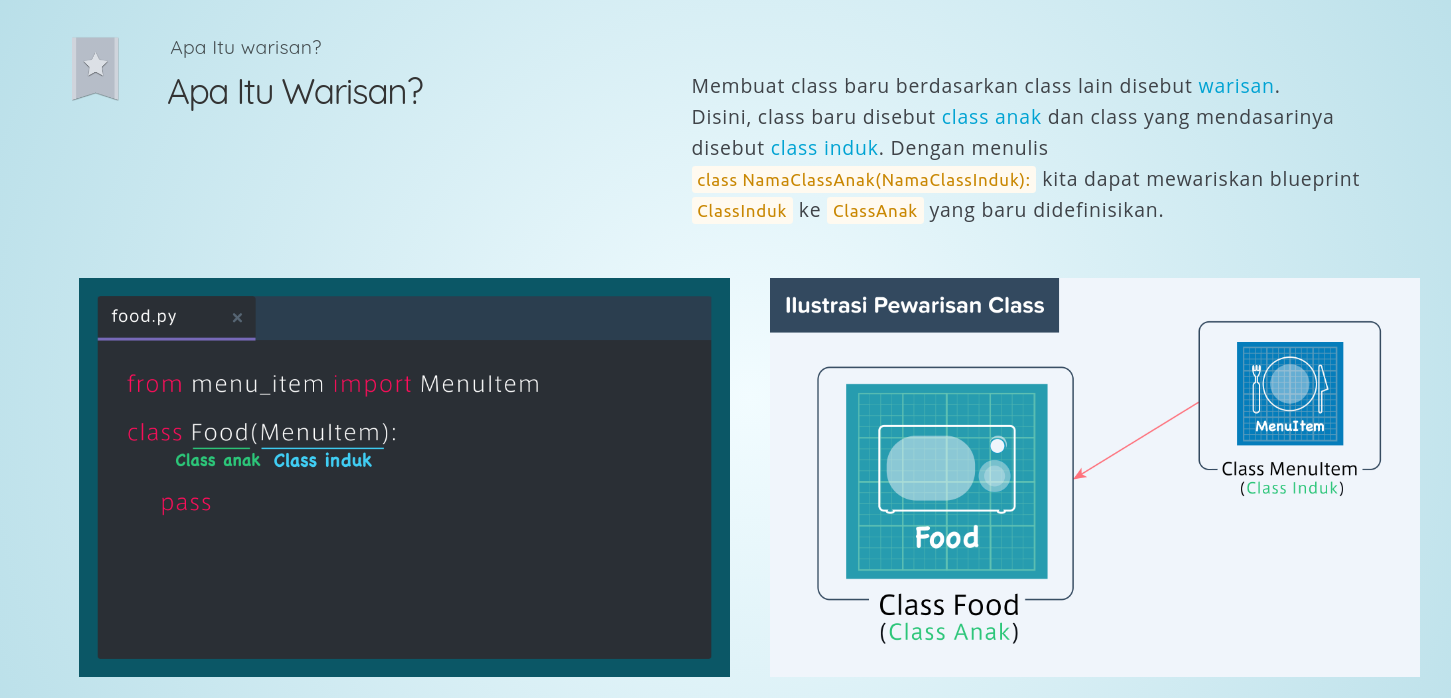 Apa Itu warisan?
Apa Itu Warisan?
Membuat class baru berdasarkan class lain disebut warisan.
Disini, class baru disebut class anak dan class yang mendasarinya
disebut class induk. Dengan menulis
class NamaClassAnak(NamaClassInduk): kita dapat mewariskan blueprint
ClassInduk ke ClassAnak yang baru didefinisikan.
food.py ×
from menu_item import MenuItem
class Food(MenuItem):
Class anak Class induk
pass
Ilustrasi Pewarisan Class
MenuItem
Class MenuItem
(Class Induk)
Food
Class Food
(Class Anak)